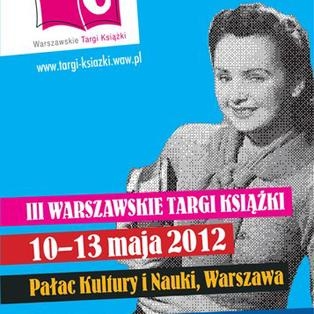 Warszawskie Targi Książki
www.targi-ksiazki.waw.pl
III WARSZAWSKIE TARGI KSIĄŻKI
10–13 maja 2012
Pałac Kultury i Nauki, Warszawa